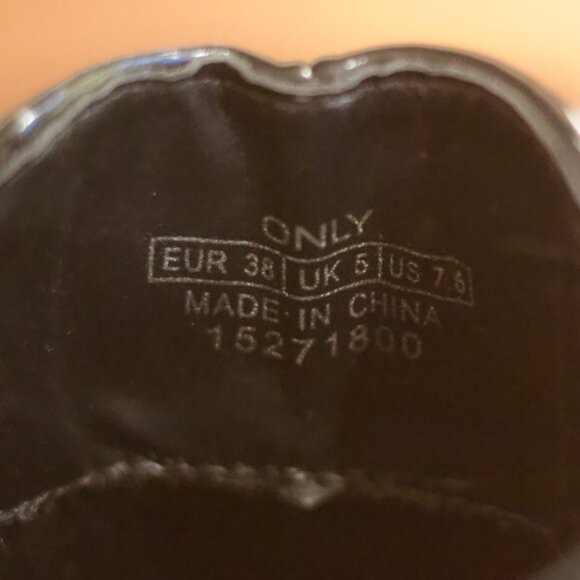 ONLY
EUR 38 UK 5 US 7.5
MADE IN CHINA
15271800